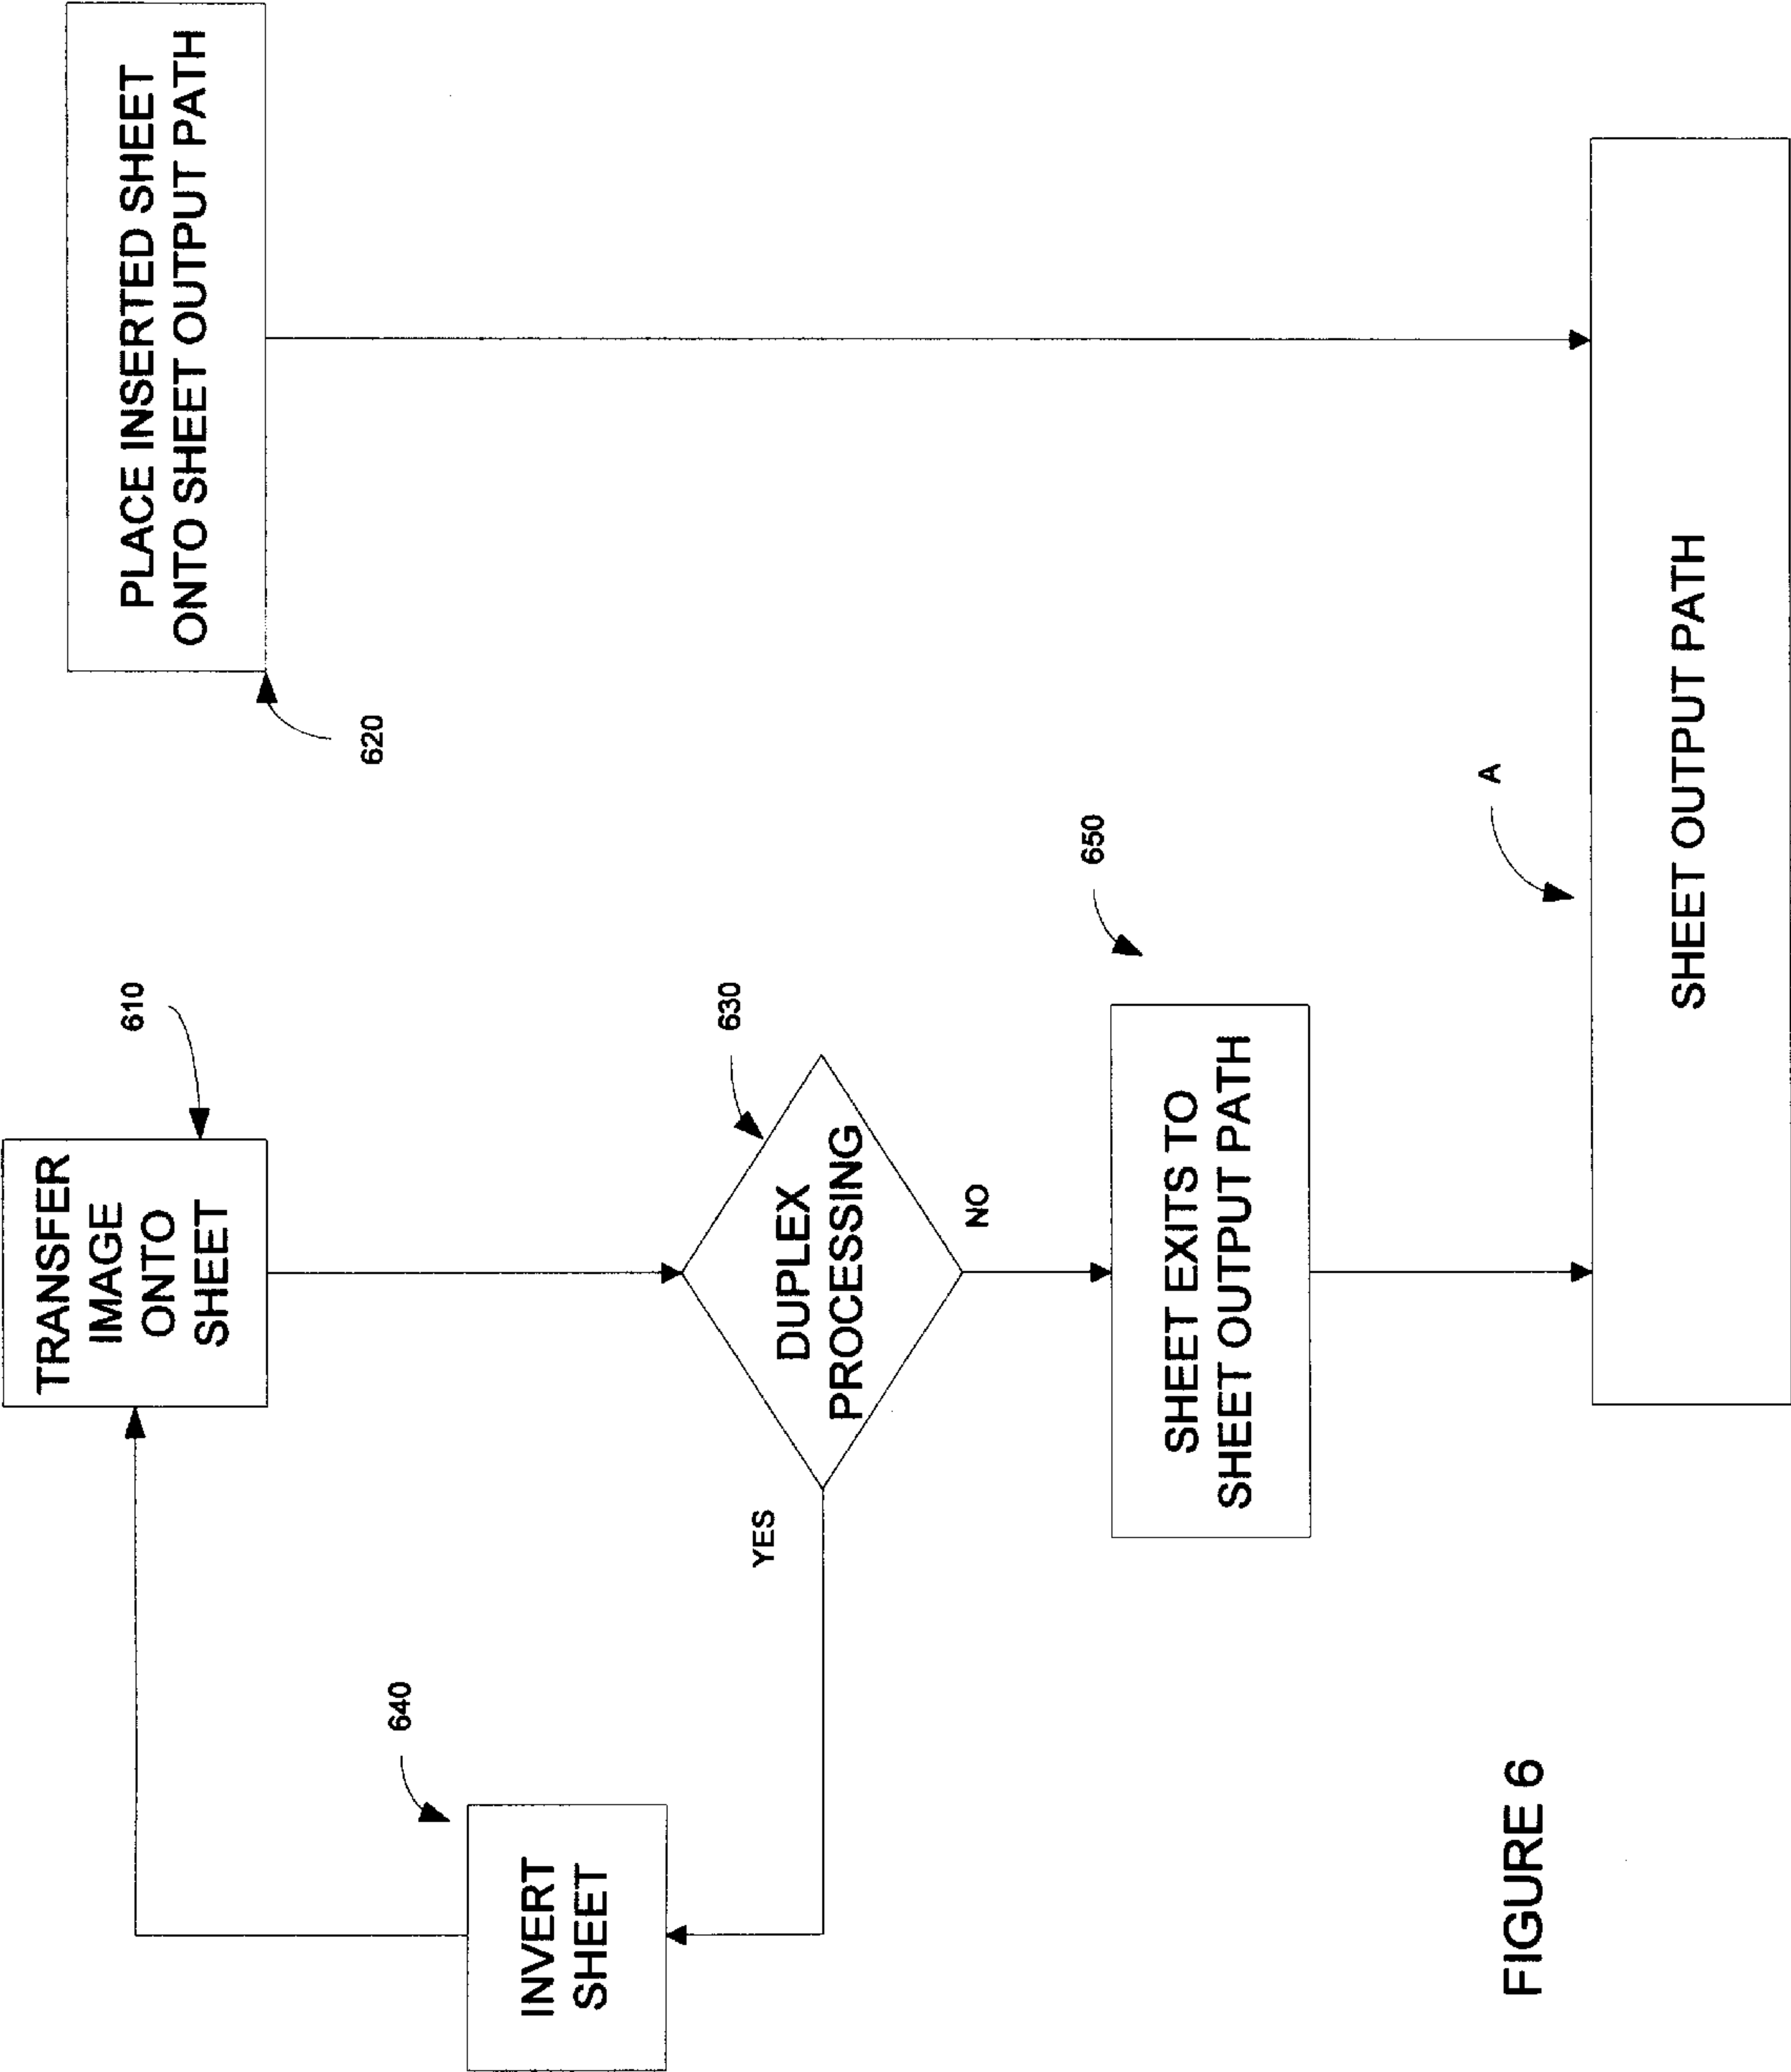 TRANSFER
IMAGE
ONTO
SHEET
610
PLACE INSERTED SHEET
ONTO SHEET OUTPUT PATH
620
INVERT
SHEET
640
YES
DUPLEX
PROCESSING
630
NO
SHEET EXITS TO
SHEET OUTPUT PATH
650
A
SHEET OUTPUT PATH
FIGURE 6